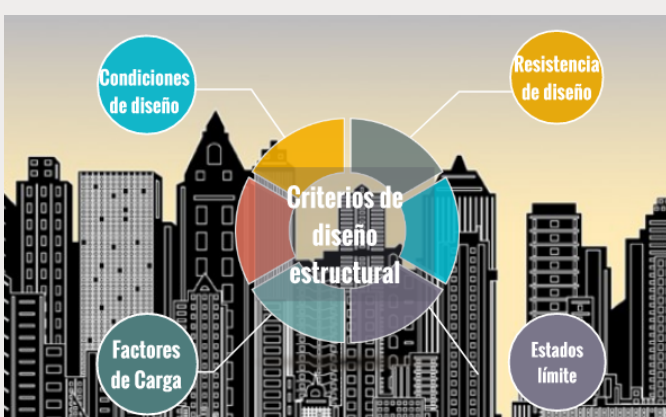 Condiciones
de diseño
Resistencia
de diseño
Criterios de
diseño
estructural
Factores
de Carga
Estados
límite